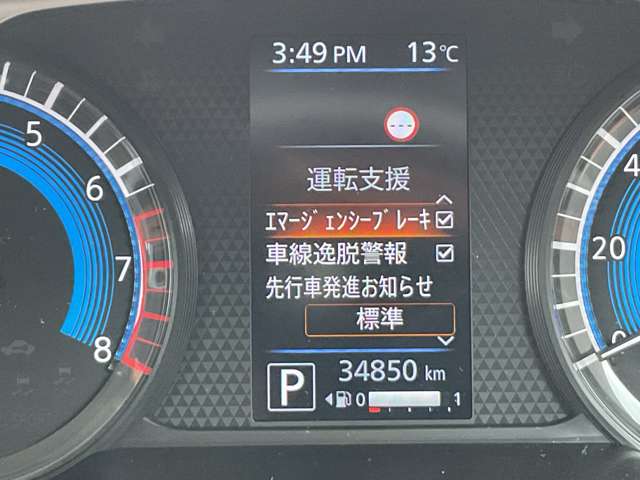 3:49 PM 13℃
---
運転支援
ｴﾏｰｼﾞｪﾝｼｰﾌﾞﾚｰｷ
車線逸脱警報
先行車発進お知らせ
標準
P 34850 km
0 1
5
6
7
8
4
20